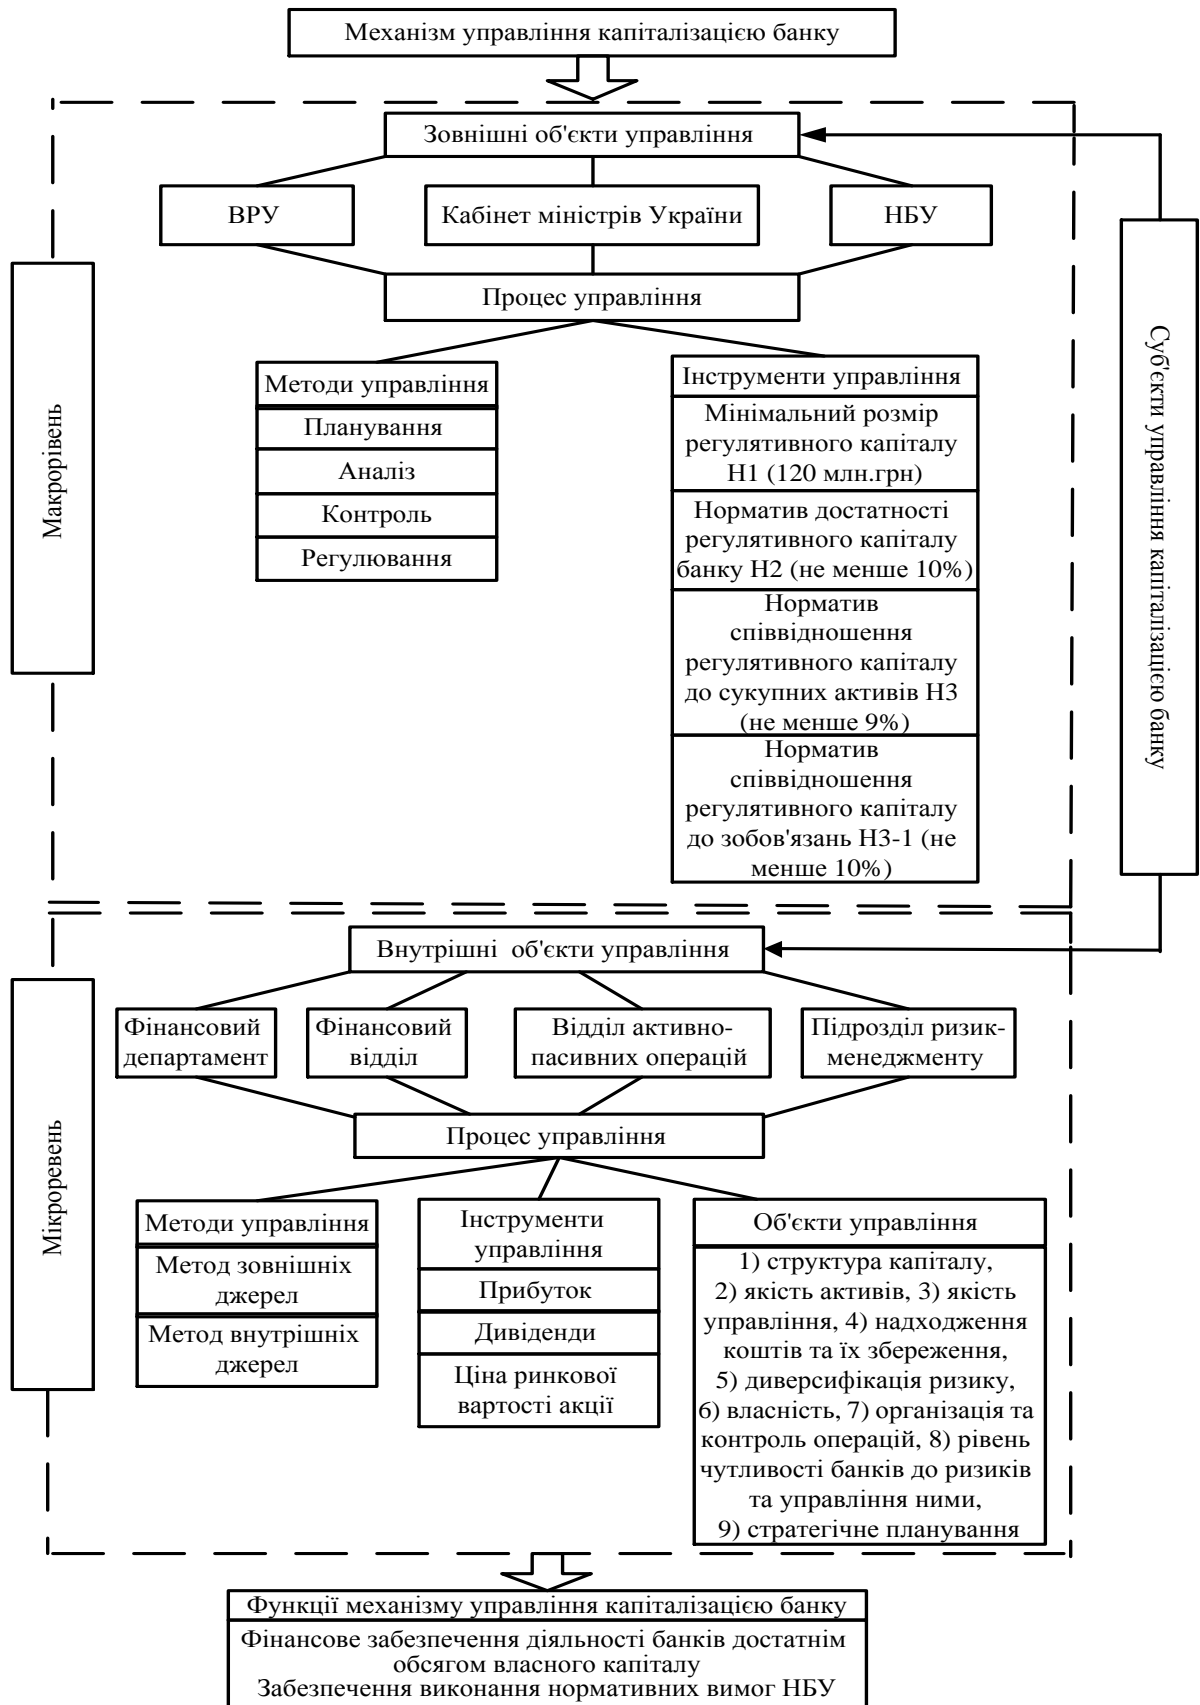 Механізм управління капіталізацією банку
Зовнішні об'єкти управління
ВРУ
Кабінет міністрів України
НБУ
Процес управління
Макрорівень
Суб'єкти управління капіталізацією банку
Методи управління
Планування
Аналіз
Контроль
Регулювання
Інструменти управління
Мінімальний розмір
регулятивного капіталу
Н1 (120 млн.грн)
Норматив достатності
регулятивного капіталу
банку Н2 (не менше 10%)
Норматив
співвідношення
регулятивного капіталу
до сукупних активів Н3
(не менше 9%)
Норматив
співвідношення
регулятивного капіталу
до зобов'язань Н3-1 (не
менше 10%)
Внутрішні об'єкти управління
Мікроревень
Фінансовий
департамент
Фінансовий
відділ
Відділ активно-
пасивних операцій
Підрозділ ризик-
менеджменту
Процес управління
Методи управління
Метод зовнішніх
джерел
Метод внутрішніх
джерел
Інструменти
управління
Прибуток
Дивіденди
Ціна ринкової
вартості акції
Об'єкти управління
1) структура капіталу,
2) якість активів, 3) якість
управління, 4) надходження
коштів та їх збереження,
5) диверсифікація ризику,
6) власність, 7) організація та
контроль операцій, 8) рівень
чутливості банків до ризиків
та управління ними,
9) стратегічне планування
Функції механізму управління капіталізацією банку
Фінансове забезпечення діяльності банків достатнім
обсягом власного капіталу
Забезпечення виконання нормативних вимог НБУ